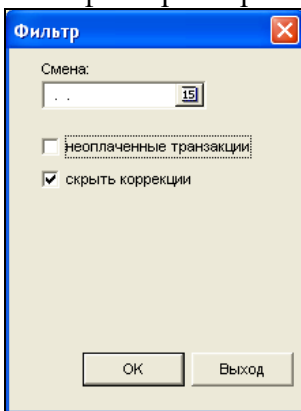 Фильтр
Смена:
. .
15
неоплаченные транзакции
скрыть коррекции
ОК
Выход